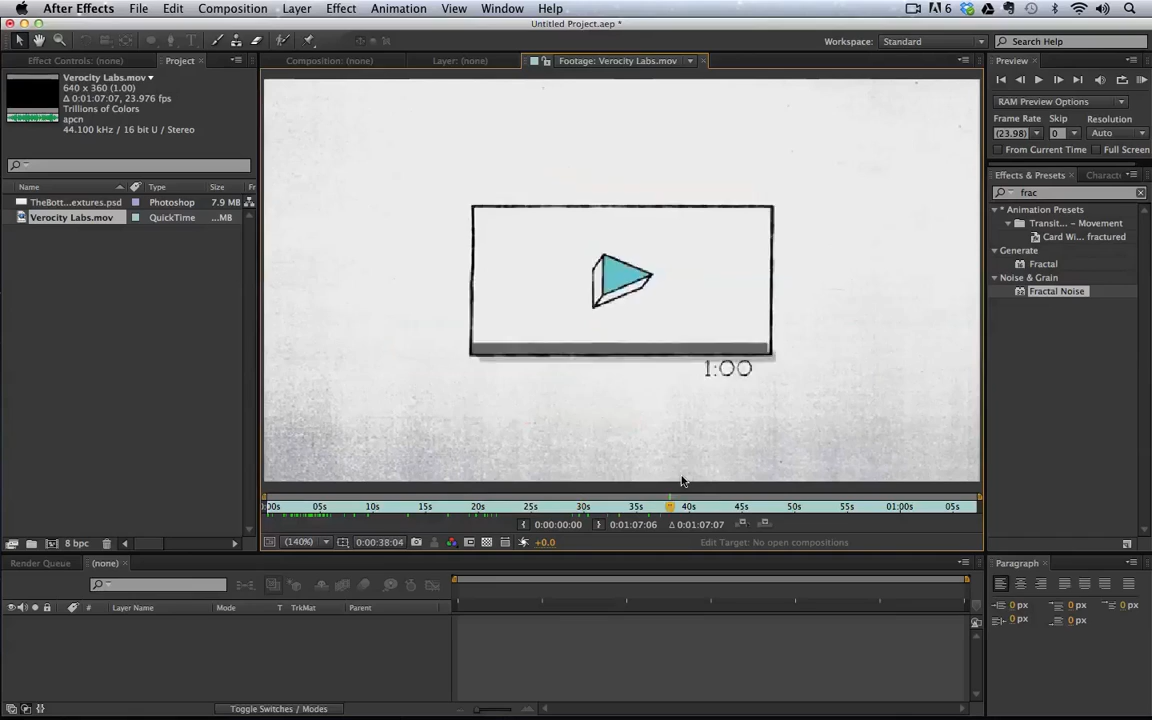 After Effects File Edit Composition Layer Effect Animation View Window Help 6
Untitled Project.aep *
Workspace: Standard Search Help
Effect Controls: (none) Project Composition: (none) Layer: (none) Footage: Verocity Labs.mov Preview
Verocity Labs.mov
640 x 360 (1.00)
Δ 0:01:07:07, 23.976 fps
Trillions of Colors
apcn
44.100 kHz / 16 bit U / Stereo
RAM Preview Options
Frame Rate Skip Resolution
(23.98) 0 Auto
From Current Time Full Screen
Effects & Presets Charact
frac
* Animation Presets
Transit... – Movement
Card Wi... fractured
Generate
Fractal
Noise & Grain
Fractal Noise
Name Type Size Fr
TheBott...extures.psd Photoshop 7.9 MB
Verocity Labs.mov QuickTime ...MB
1:00
:00s 05s 10s 15s 20s 25s 30s 35s 40s 45s 50s 55s 01:00s 05s
0:00:00:00 0:01:07:06 Δ 0:01:07:07
8 bpc (140%) 0:00:38:04 +0.0 Edit Target: No open compositions
Render Queue (none) Paragraph
# Layer Name Mode T TrkMat Parent
0 px 0 px 0 px
0 px 0 px
Toggle Switches / Modes